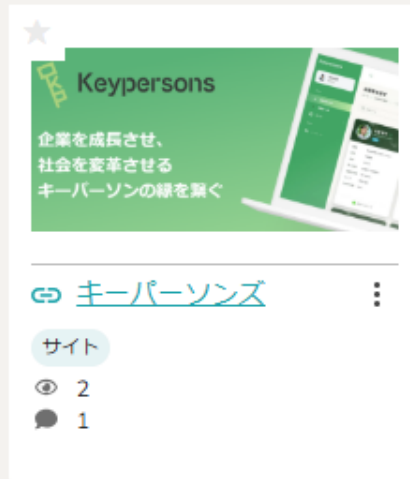 Keypersons
企業を成長させ、
社会を変革させる
キーパーソンの縁を繋ぐ
キーパーソンズ
サイト
2
1